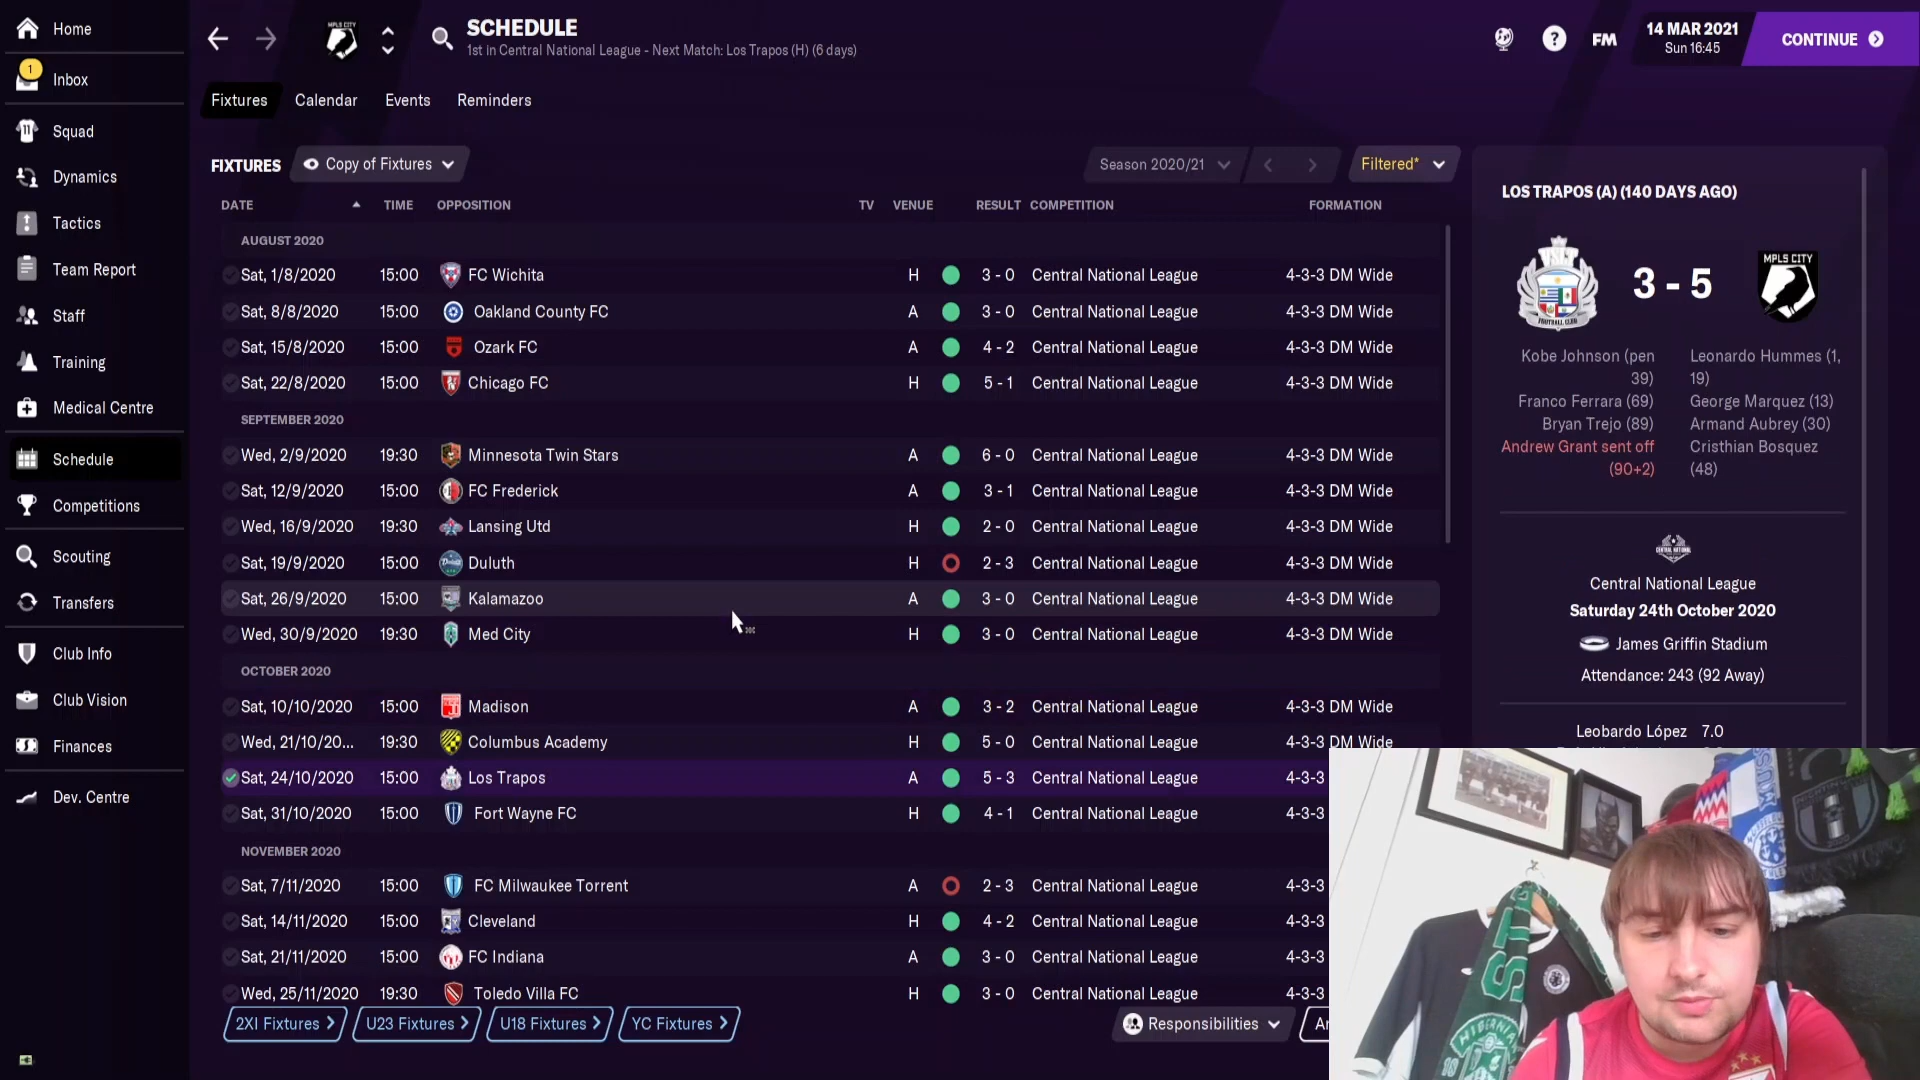 Home
Inbox
1
Squad
Dynamics
Tactics
Team Report
Staff
Training
Medical Centre
Schedule
Competitions
Scouting
Transfers
Club Info
Club Vision
Finances
Dev. Centre
MPLS CITY
SCHEDULE
1st in Central National League - Next Match: Los Trapos (H) (6 days)
? FM
14 MAR 2021
Sun 16:45
CONTINUE
Fixtures Calendar Events Reminders
FIXTURES Copy of Fixtures Season 2020/21 Filtered*
DATE TIME OPPOSITION TV VENUE RESULT COMPETITION FORMATION
AUGUST 2020
Sat, 1/8/2020 15:00 FC Wichita H 3 - 0 Central National League 4-3-3 DM Wide
Sat, 8/8/2020 15:00 Oakland County FC A 3 - 0 Central National League 4-3-3 DM Wide
Sat, 15/8/2020 15:00 Ozark FC A 4 - 2 Central National League 4-3-3 DM Wide
Sat, 22/8/2020 15:00 Chicago FC H 5 - 1 Central National League 4-3-3 DM Wide
SEPTEMBER 2020
Wed, 2/9/2020 19:30 Minnesota Twin Stars A 6 - 0 Central National League 4-3-3 DM Wide
Sat, 12/9/2020 15:00 FC Frederick A 3 - 1 Central National League 4-3-3 DM Wide
Wed, 16/9/2020 19:30 Lansing Utd H 2 - 0 Central National League 4-3-3 DM Wide
Sat, 19/9/2020 15:00 Duluth H 2 - 3 Central National League 4-3-3 DM Wide
Sat, 26/9/2020 15:00 Kalamazoo A 3 - 0 Central National League 4-3-3 DM Wide
Wed, 30/9/2020 19:30 Med City H 3 - 0 Central National League 4-3-3 DM Wide
OCTOBER 2020
Sat, 10/10/2020 15:00 Madison A 3 - 2 Central National League 4-3-3 DM Wide
Wed, 21/10/20... 19:30 Columbus Academy H 5 - 0 Central National League 4-3-3 DM Wide
Sat, 24/10/2020 15:00 Los Trapos A 5 - 3 Central National League 4-3-3
Sat, 31/10/2020 15:00 Fort Wayne FC H 4 - 1 Central National League 4-3-3
NOVEMBER 2020
Sat, 7/11/2020 15:00 FC Milwaukee Torrent A 2 - 3 Central National League 4-3-3
Sat, 14/11/2020 15:00 Cleveland H 4 - 2 Central National League 4-3-3
Sat, 21/11/2020 15:00 FC Indiana A 3 - 0 Central National League 4-3-3
Wed, 25/11/2020 19:30 Toledo Villa FC H 3 - 0 Central National League 4-3-3
2XI Fixtures U23 Fixtures U18 Fixtures YC Fixtures Responsibilities
LOS TRAPOS (A) (140 DAYS AGO)
FOOTBALL CLUB
3 - 5
MPLS CITY
Kobe Johnson (pen
39)
Franco Ferrara (69)
Bryan Trejo (89)
Andrew Grant sent off
(90+2)
Leonardo Hummes (1,
19)
George Marquez (13)
Armand Aubrey (30)
Cristhian Bosquez
(48)
Central National League
Saturday 24th October 2020
James Griffin Stadium
Attendance: 243 (92 Away)
Leobardo López 7.0